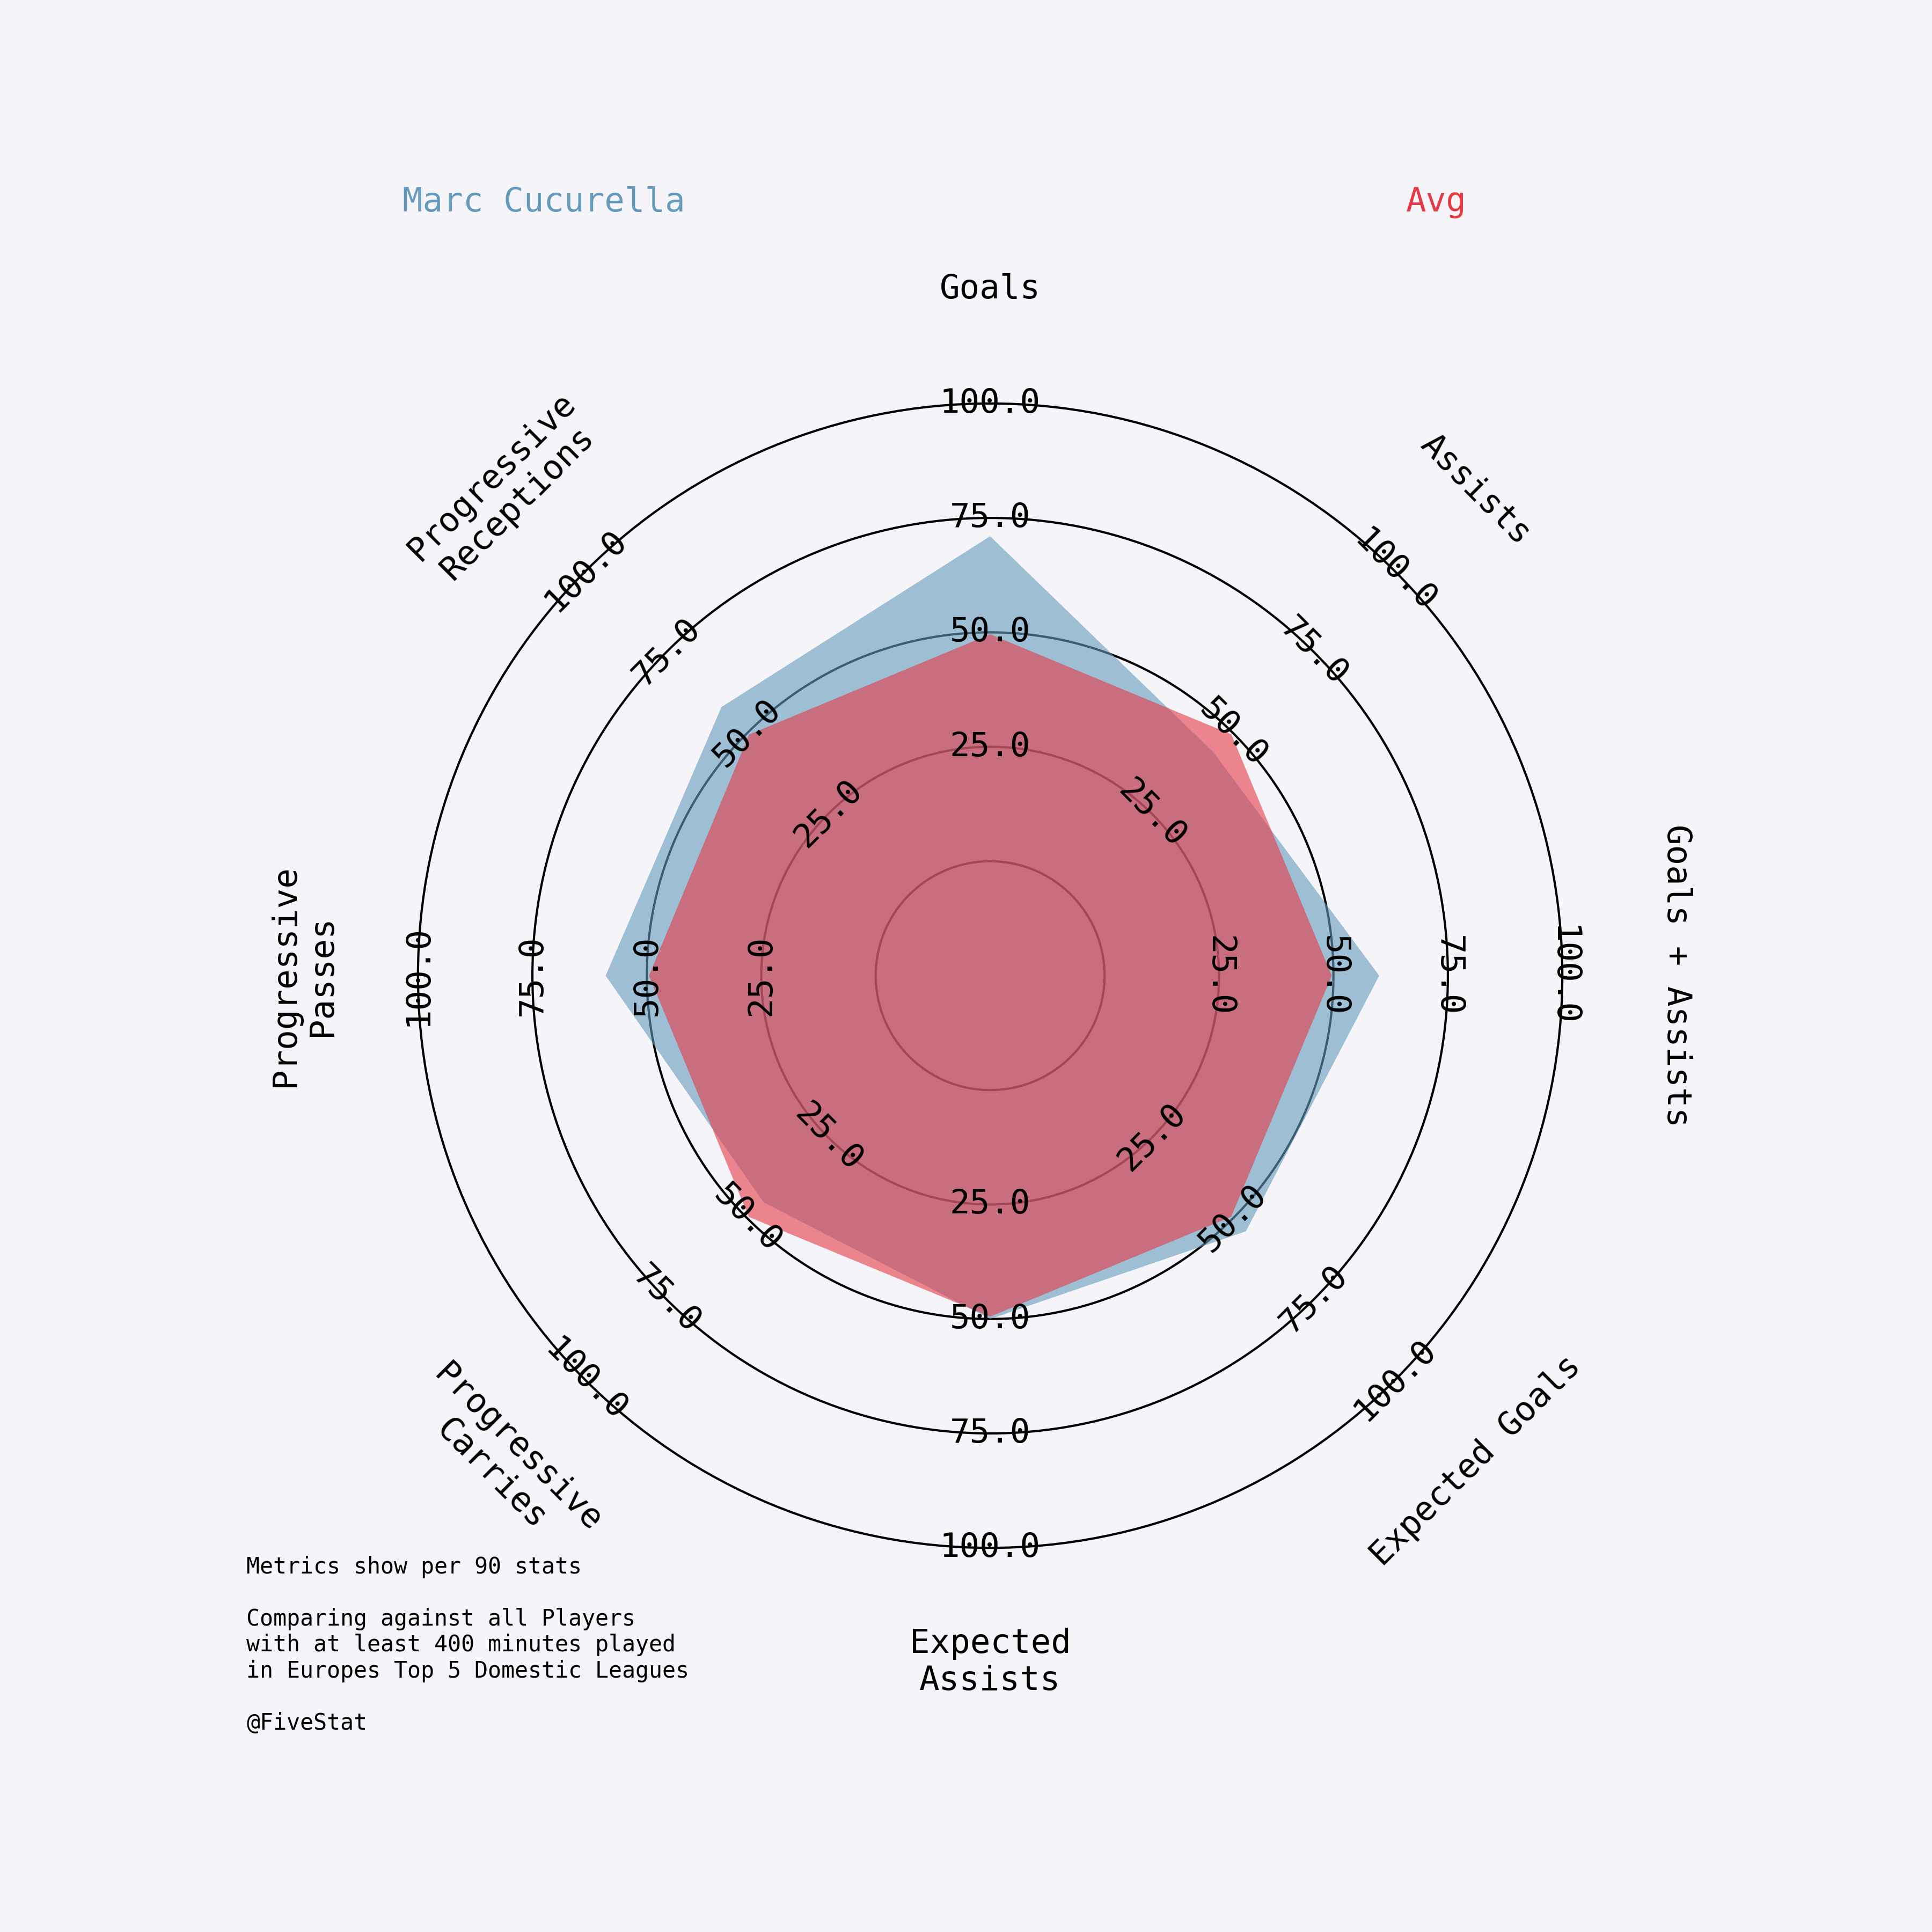 Marc Cucurella
Avg
Goals
Assists
Goals + Assists
Expected Goals
Expected
Assists
Progressive
Carries
Progressive
Passes
Progressive
Receptions
25.0
50.0
75.0
100.0
25.0
50.0
75.0
100.0
25.0
50.0
75.0
100.0
25.0
50.0
75.0
100.0
25.0
50.0
75.0
100.0
25.0
50.0
75.0
100.0
25.0
50.0
75.0
100.0
25.0
50.0
75.0
100.0
Metrics show per 90 stats
Comparing against all Players
with at least 400 minutes played
in Europes Top 5 Domestic Leagues
@FiveStat